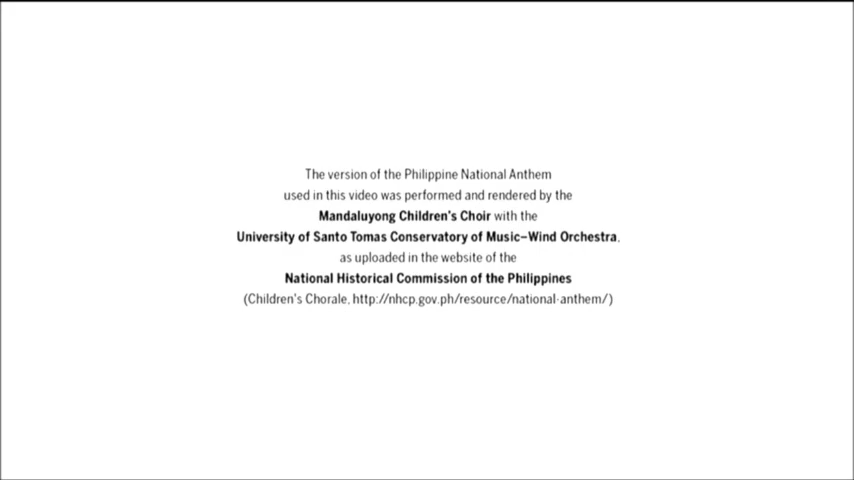 The version of the Philippine National Anthem
used in this video was performed and rendered by the
Mandaluyong Children's Choir with the
University of Santo Tomas Conservatory of Music–Wind Orchestra,
as uploaded in the website of the
National Historical Commission of the Philippines
(Children's Chorale, http://nhcp.gov.ph/resource/national-anthem/)